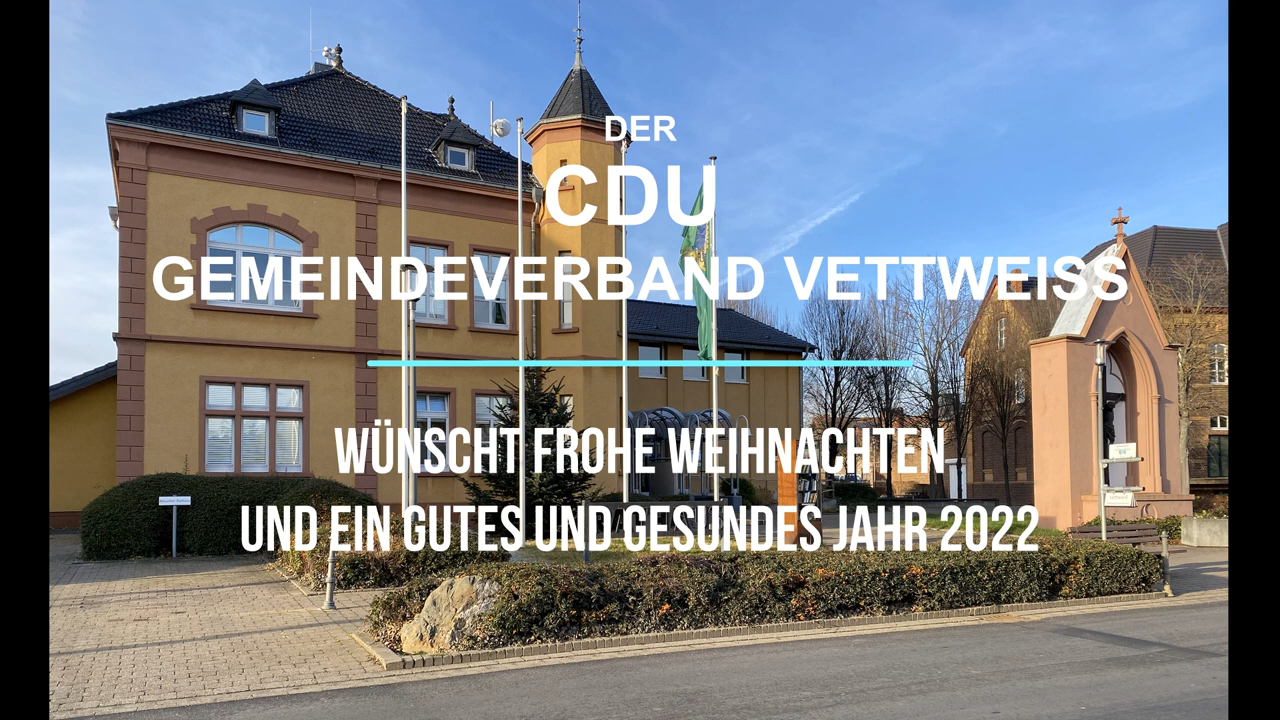 DER
CDU
GEMEINDEVERBAND VETTWEISS
WÜNSCHT FROHE WEIHNACHTEN
UND EIN GUTES UND GESUNDES JAHR 2022